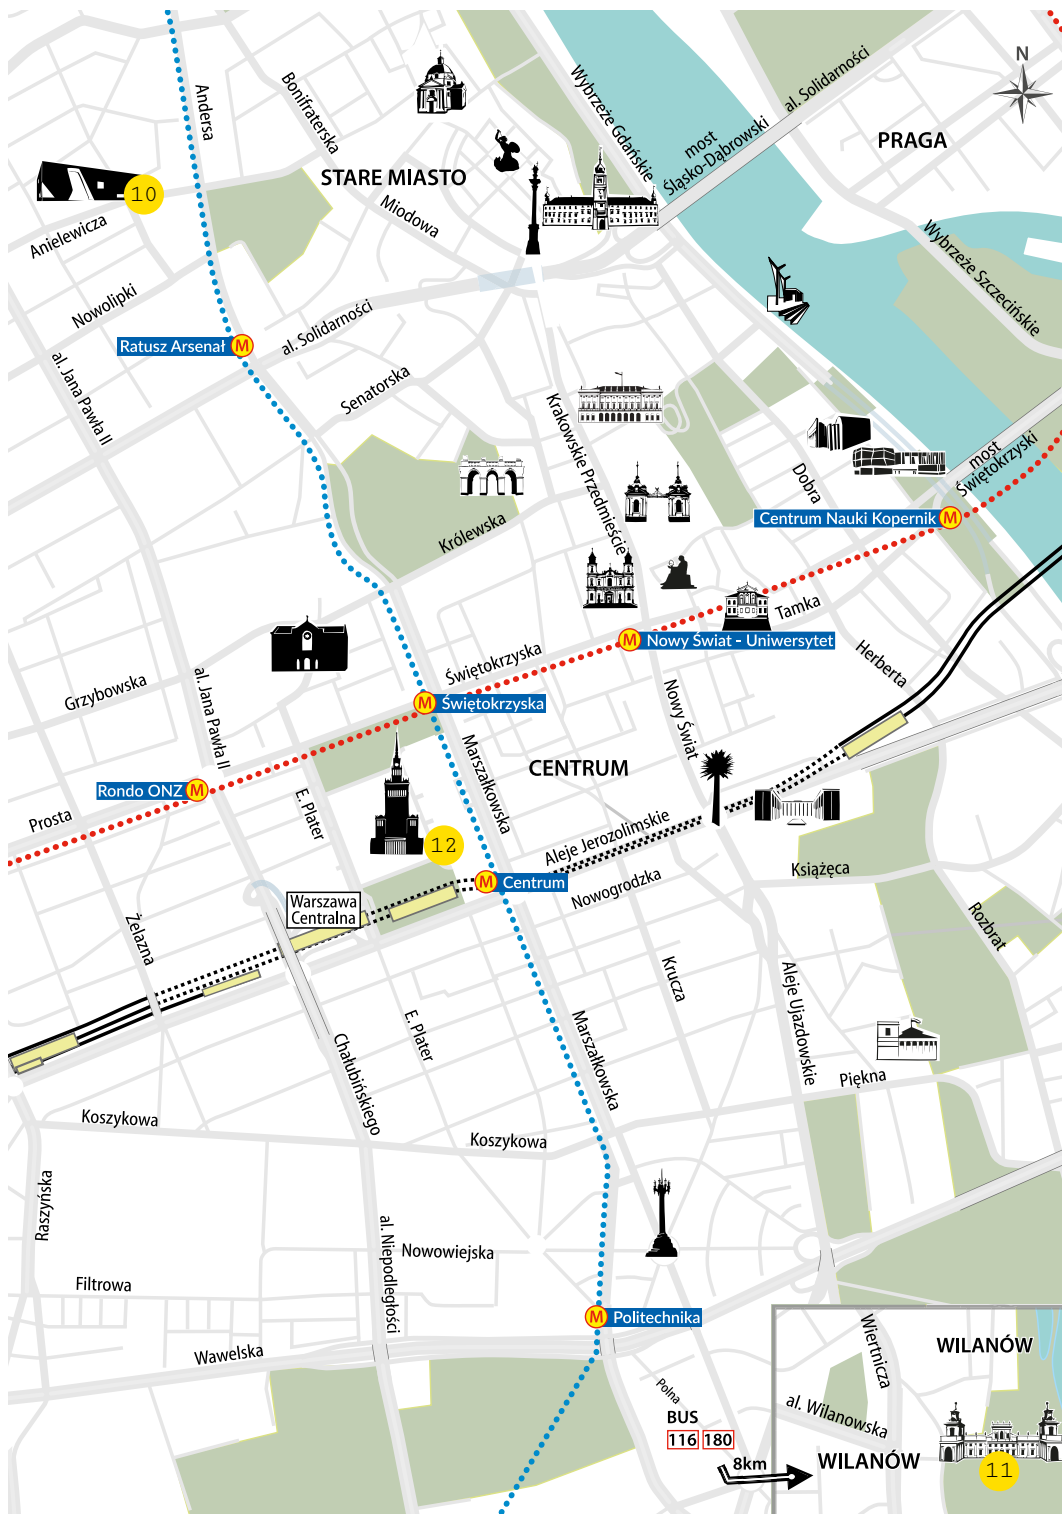 N
Andersa
Bonifraterska
Wybrzeże Gdańskie
al. Solidarności
most
Śląsko-Dąbrowski
PRAGA
10
STARE MIASTO
Miodowa
Anielewicza
Wybrzeże Szczecińskie
Nowolipki
Ratusz Arsenał
M
al. Solidarności
al. Jana Pawła II
Senatorska
Krakowskie Przedmieście
Dobra
most
Świętokrzyski
Królewska
Centrum Nauki Kopernik
M
Tamka
M
Nowy Świat - Uniwersytet
Herberta
Świętokrzyska
Grzybowska
al. Jana Pawła II
M
Świętokrzyska
Nowy Świat
Marszałkowska
CENTRUM
Rondo ONZ
M
E. Plater
Prosta
12
Aleje Jerozolimskie
Książęca
M
Centrum
Nowogrodzka
Warszawa
Centralna
Żelazna
Rozbrat
Krucza
Aleje Ujazdowskie
E. Plater
Marszałkowska
Chałubińskiego
Piękna
Koszykowa
Koszykowa
Raszyńska
al. Niepodległości
Nowowiejska
Filtrowa
M
Politechnika
Wawelska
Wiertnicza
WILANÓW
Polna
BUS
116 180
al. Wilanowska
8km
WILANÓW
11